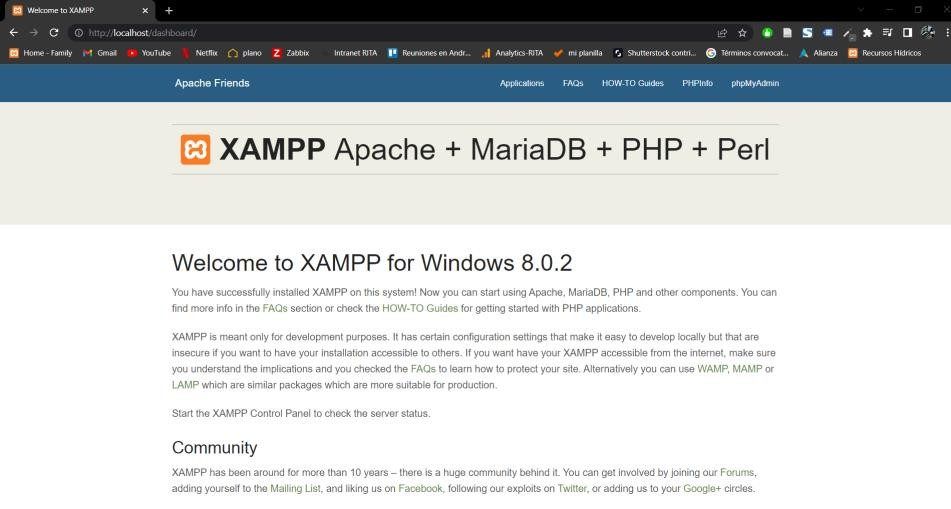 Welcome to XAMPP
http://localhost/dashboard/
Home - Family Gmail YouTube Netflix plano Zabbix Intranet RITA Reuniones en Andr... Analytics-RITA mi planilla Shutterstock contri... Términos convocat... Alianza Recursos Hídricos
Apache Friends Applications FAQs HOW-TO Guides PHPInfo phpMyAdmin
XAMPP Apache + MariaDB + PHP + Perl
Welcome to XAMPP for Windows 8.0.2
You have successfully installed XAMPP on this system! Now you can start using Apache, MariaDB, PHP and other components. You can
find more info in the FAQs section or check the HOW-TO Guides for getting started with PHP applications.
XAMPP is meant only for development purposes. It has certain configuration settings that make it easy to develop locally but that are
insecure if you want to have your installation accessible to others. If you want have your XAMPP accessible from the internet, make sure
you understand the implications and you checked the FAQs to learn how to protect your site. Alternatively you can use WAMP, MAMP or
LAMP which are similar packages which are more suitable for production.
Start the XAMPP Control Panel to check the server status.
Community
XAMPP has been around for more than 10 years – there is a huge community behind it. You can get involved by joining our Forums,
adding yourself to the Mailing List, and liking us on Facebook, following our exploits on Twitter, or adding us to your Google+ circles.